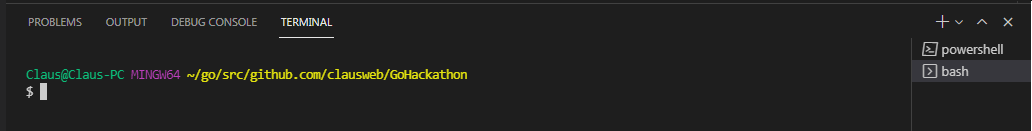 PROBLEMS OUTPUT DEBUG CONSOLE TERMINAL
powershell
bash
Claus@Claus-PC MINGW64 ~/go/src/github.com/clausweb/GoHackathon
$